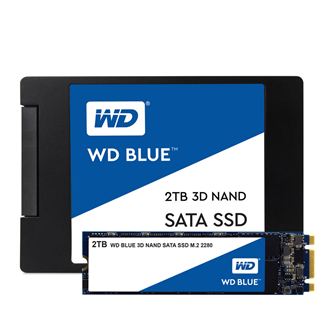 WD
WD BLUE™
2TB 3D NAND
SATA SSD
2TB WD BLUE 3D NAND SATA SSD M.2 2280
WD
WD BLUE